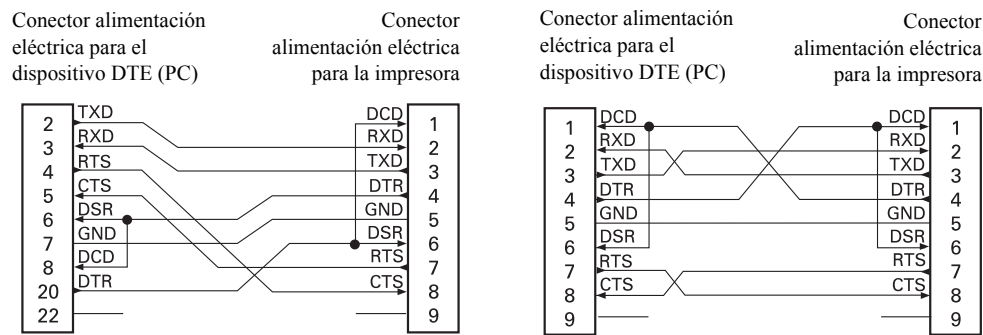 Conector alimentación
eléctrica para el
dispositivo DTE (PC)
Conector
alimentación eléctrica
para la impresora
2 TXD DCD 1
3 RXD RXD 2
4 RTS TXD 3
5 CTS DTR 4
6 DSR GND 5
7 GND DSR 6
8 DCD RTS 7
20 DTR CTS 8
22 9
Conector alimentación
eléctrica para el
dispositivo DTE (PC)
Conector
alimentación eléctrica
para la impresora
1 DCD DCD 1
2 RXD RXD 2
3 TXD TXD 3
4 DTR DTR 4
5 GND GND 5
6 DSR DSR 6
7 RTS RTS 7
8 CTS CTS 8
9 9